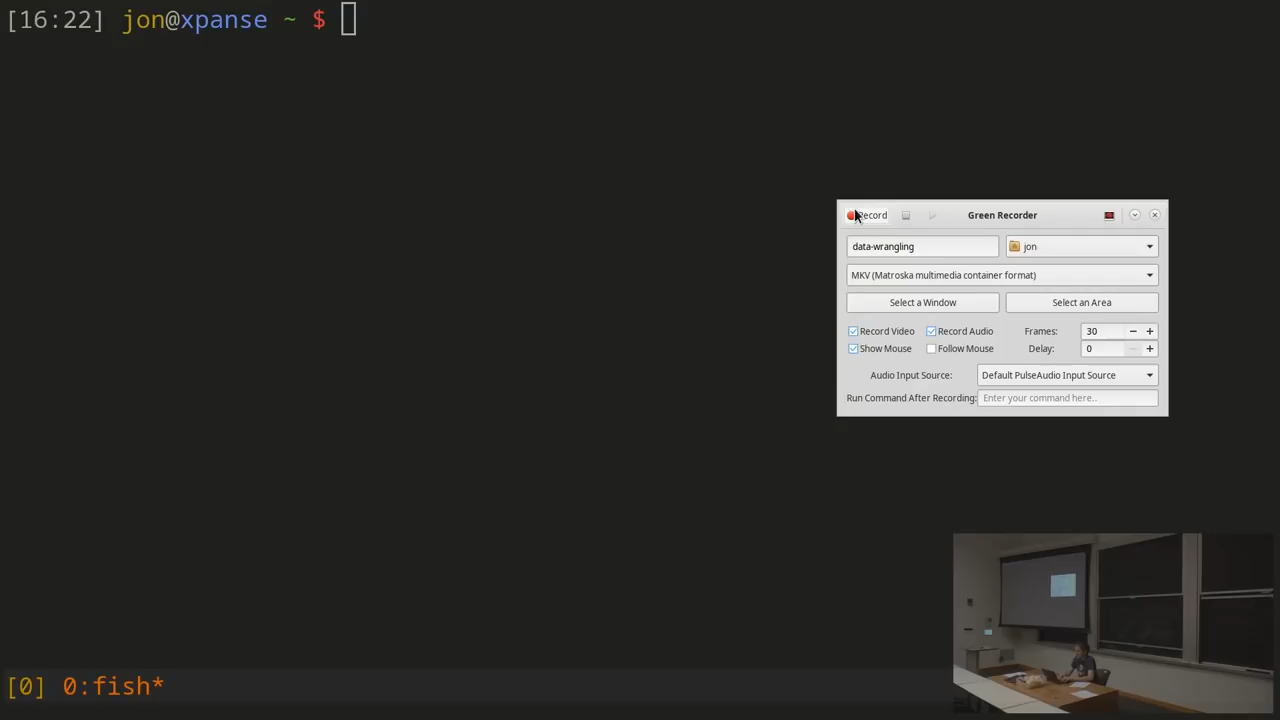 [16:22] jon@xpanse ~ $
Record
Green Recorder
data-wrangling
jon
MKV (Matroska multimedia container format)
Select a Window
Select an Area
Record Video
Record Audio
Frames:
30
Show Mouse
Follow Mouse
Delay:
0
Audio Input Source:
Default PulseAudio Input Source
Run Command After Recording:
Enter your command here..
[0] 0:fish*